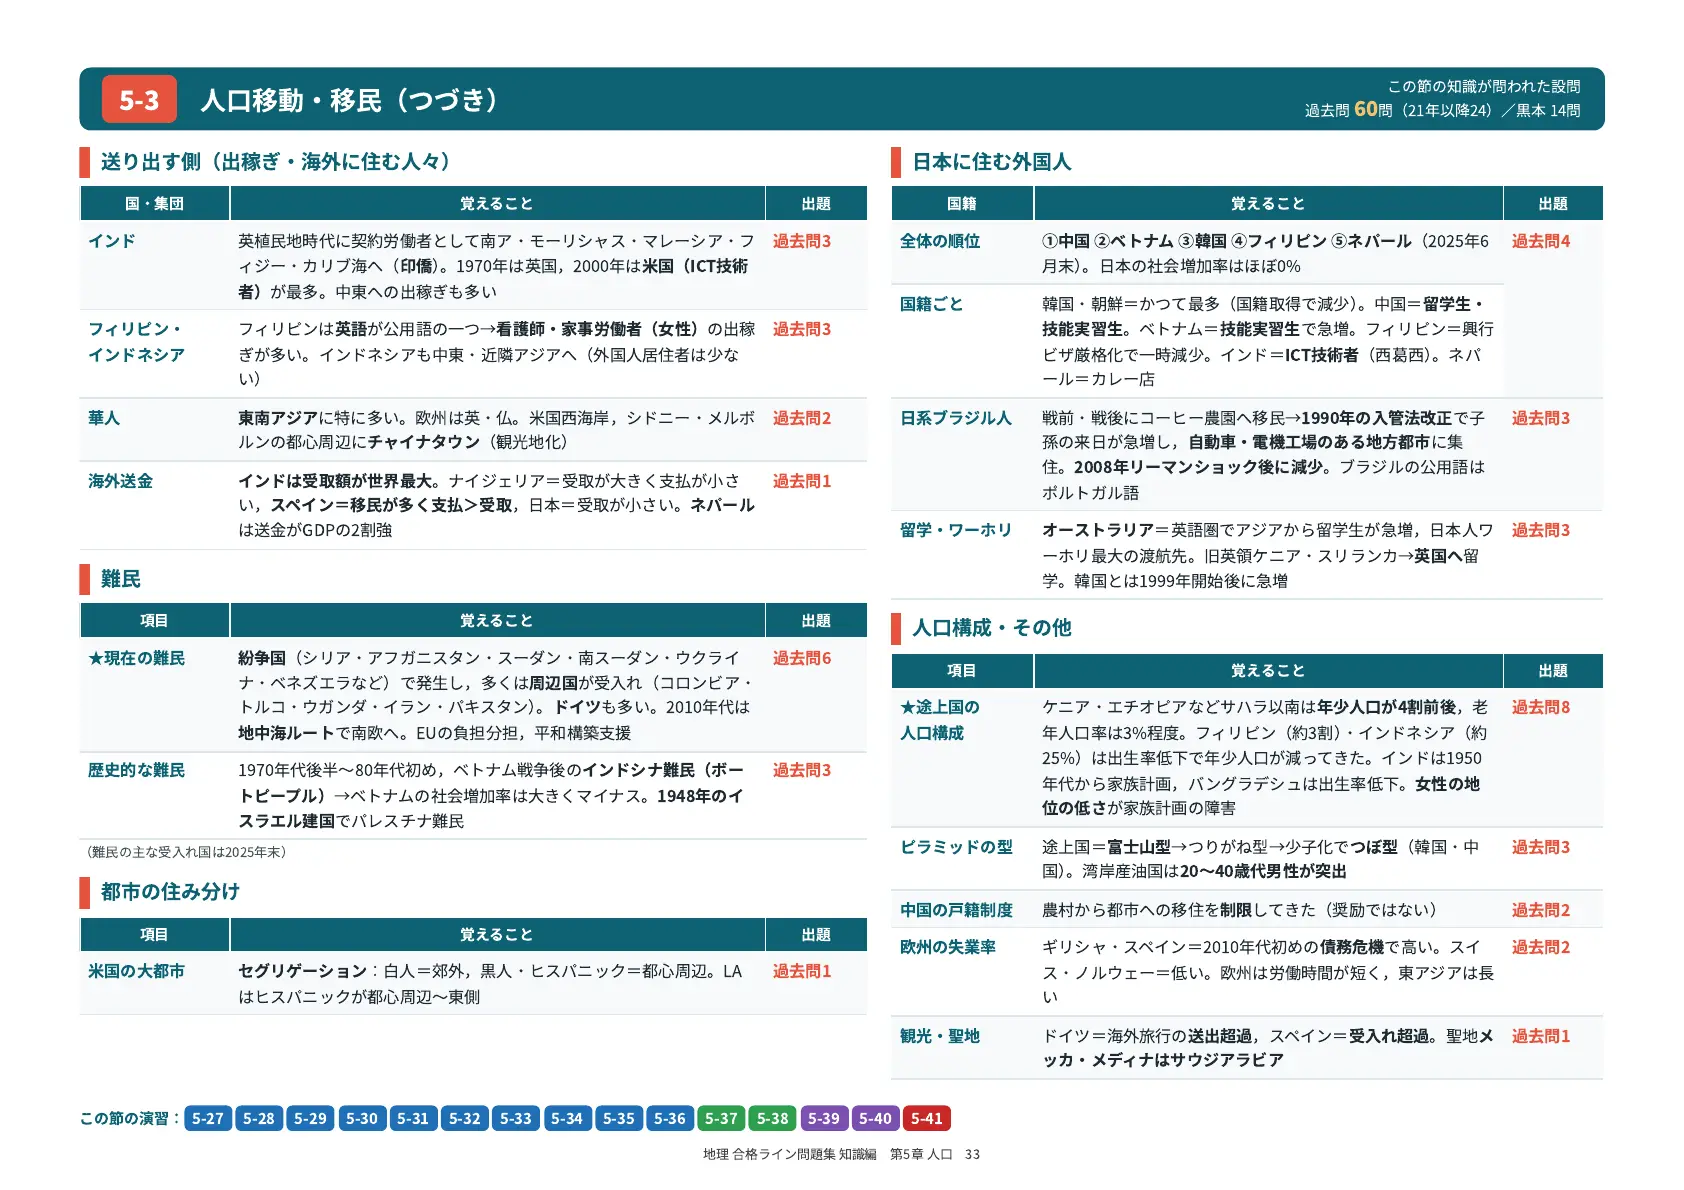 5-3 人口移動・移民（つづき）
この節の知識が問われた設問
過去問 60問（21年以降24）／黒本 14問
送り出す側（出稼ぎ・海外に住む人々）
国・集団 覚えること 出題
インド 英植民地時代に契約労働者として南ア・モーリシャス・マレーシア・フ 過去問3
ィジー・カリブ海へ（印僑）。1970年は英国，2000年は米国（ICT技術
者）が最多。中東への出稼ぎも多い
フィリピン・ フィリピンは英語が公用語の一つ→看護師・家事労働者（女性）の出稼 過去問3
インドネシア ぎが多い。インドネシアも中東・近隣アジアへ（外国人居住者は少な
い）
華人 東南アジアに特に多い。欧州は英・仏。米国西海岸，シドニー・メルボ 過去問2
ルンの都心周辺にチャイナタウン（観光地化）
海外送金 インドは受取額が世界最大。ナイジェリア＝受取が大きく支払が小さ 過去問1
い，スペイン＝移民が多く支払＞受取，日本＝受取が小さい。ネパール
は送金がGDPの2割強
難民
項目 覚えること 出題
★現在の難民 紛争国（シリア・アフガニスタン・スーダン・南スーダン・ウクライ 過去問6
ナ・ベネズエラなど）で発生し，多くは周辺国が受入れ（コロンビア・
トルコ・ウガンダ・イラン・パキスタン）。ドイツも多い。2010年代は
地中海ルートで南欧へ。EUの負担分担，平和構築支援
歴史的な難民 1970年代後半〜80年代初め，ベトナム戦争後のインドシナ難民（ボー 過去問3
トピープル）→ベトナムの社会増加率は大きくマイナス。1948年のイ
スラエル建国でパレスチナ難民
（難民の主な受入れ国は2025年末）
都市の住み分け
項目 覚えること 出題
米国の大都市 セグリゲーション：白人＝郊外，黒人・ヒスパニック＝都心周辺。LA 過去問1
はヒスパニックが都心周辺〜東側
日本に住む外国人
国籍 覚えること 出題
全体の順位 ①中国 ②ベトナム ③韓国 ④フィリピン ⑤ネパール（2025年6 過去問4
月末）。日本の社会増加率はほぼ0%
国籍ごと 韓国・朝鮮＝かつて最多（国籍取得で減少）。中国＝留学生・
技能実習生。ベトナム＝技能実習生で急増。フィリピン＝興行
ビザ厳格化で一時減少。インド＝ICT技術者（西葛西）。ネパ
ール＝カレー店
日系ブラジル人 戦前・戦後にコーヒー農園へ移民→1990年の入管法改正で子 過去問3
孫の来日が急増し，自動車・電機工場のある地方都市に集
住。2008年リーマンショック後に減少。ブラジルの公用語は
ポルトガル語
留学・ワーホリ オーストラリア＝英語圏でアジアから留学生が急増，日本人ワ 過去問3
ーホリ最大の渡航先。旧英領ケニア・スリランカ→英国へ留
学。韓国とは1999年開始後に急増
人口構成・その他
項目 覚えること 出題
★途上国の ケニア・エチオピアなどサハラ以南は年少人口が4割前後，老 過去問8
人口構成 年人口率は3%程度。フィリピン（約3割）・インドネシア（約
25%）は出生率低下で年少人口が減ってきた。インドは1950
年代から家族計画，バングラデシュは出生率低下。女性の地
位の低さが家族計画の障害
ピラミッドの型 途上国＝富士山型→つりがね型→少子化でつぼ型（韓国・中 過去問3
国）。湾岸産油国は20〜40歳代男性が突出
中国の戸籍制度 農村から都市への移住を制限してきた（奨励ではない） 過去問2
欧州の失業率 ギリシャ・スペイン＝2010年代初めの債務危機で高い。スイ 過去問2
ス・ノルウェー＝低い。欧州は労働時間が短く，東アジアは長
い
観光・聖地 ドイツ＝海外旅行の送出超過，スペイン＝受入れ超過。聖地メ 過去問1
ッカ・メディナはサウジアラビア
この節の演習： 5-27 5-28 5-29 5-30 5-31 5-32 5-33 5-34 5-35 5-36 5-37 5-38 5-39 5-40 5-41
地理 合格ライン問題集 知識編 第5章 人口 33